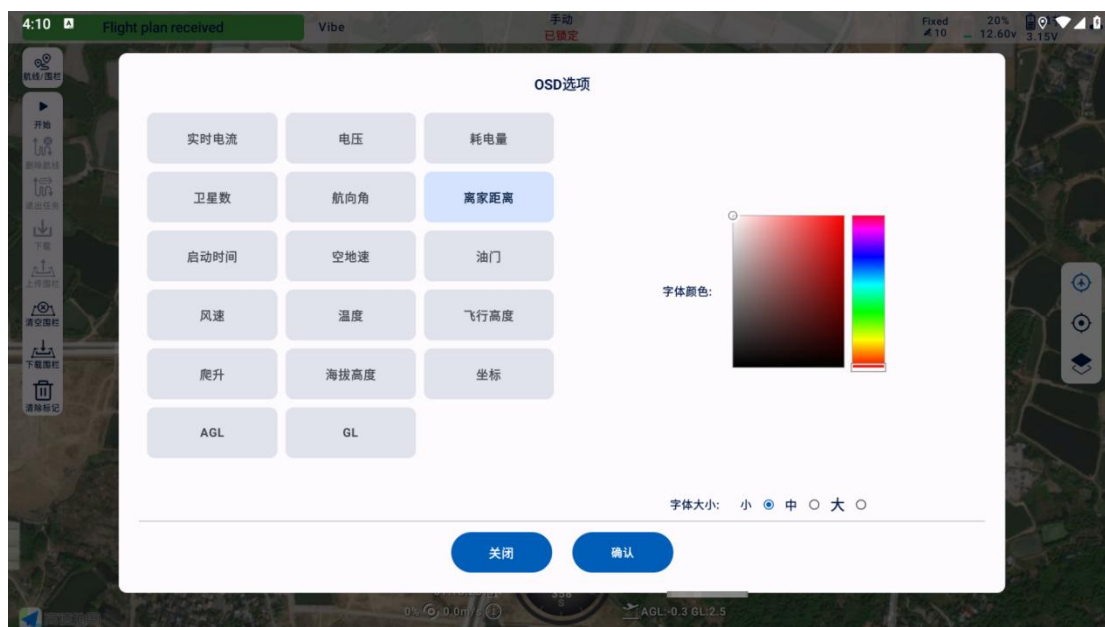 4:10 A Flight plan received Vibe 手动 Fixed 20%
已锁定 10 12.60v 3.15V
航线/围栏
OSD选项
开始
实时电流 电压 耗电量
删除航线
卫星数 航向角 离家距离
退出任务
下载
启动时间 空地速 油门
上传围栏
字体颜色:
风速 温度 飞行高度
清空围栏
下载围栏
爬升 海拔高度 坐标
清除标记
AGL GL
字体大小: 小 中 大
关闭 确认
358
0% 0.0m/s AGL:-0.3 GL:2.5